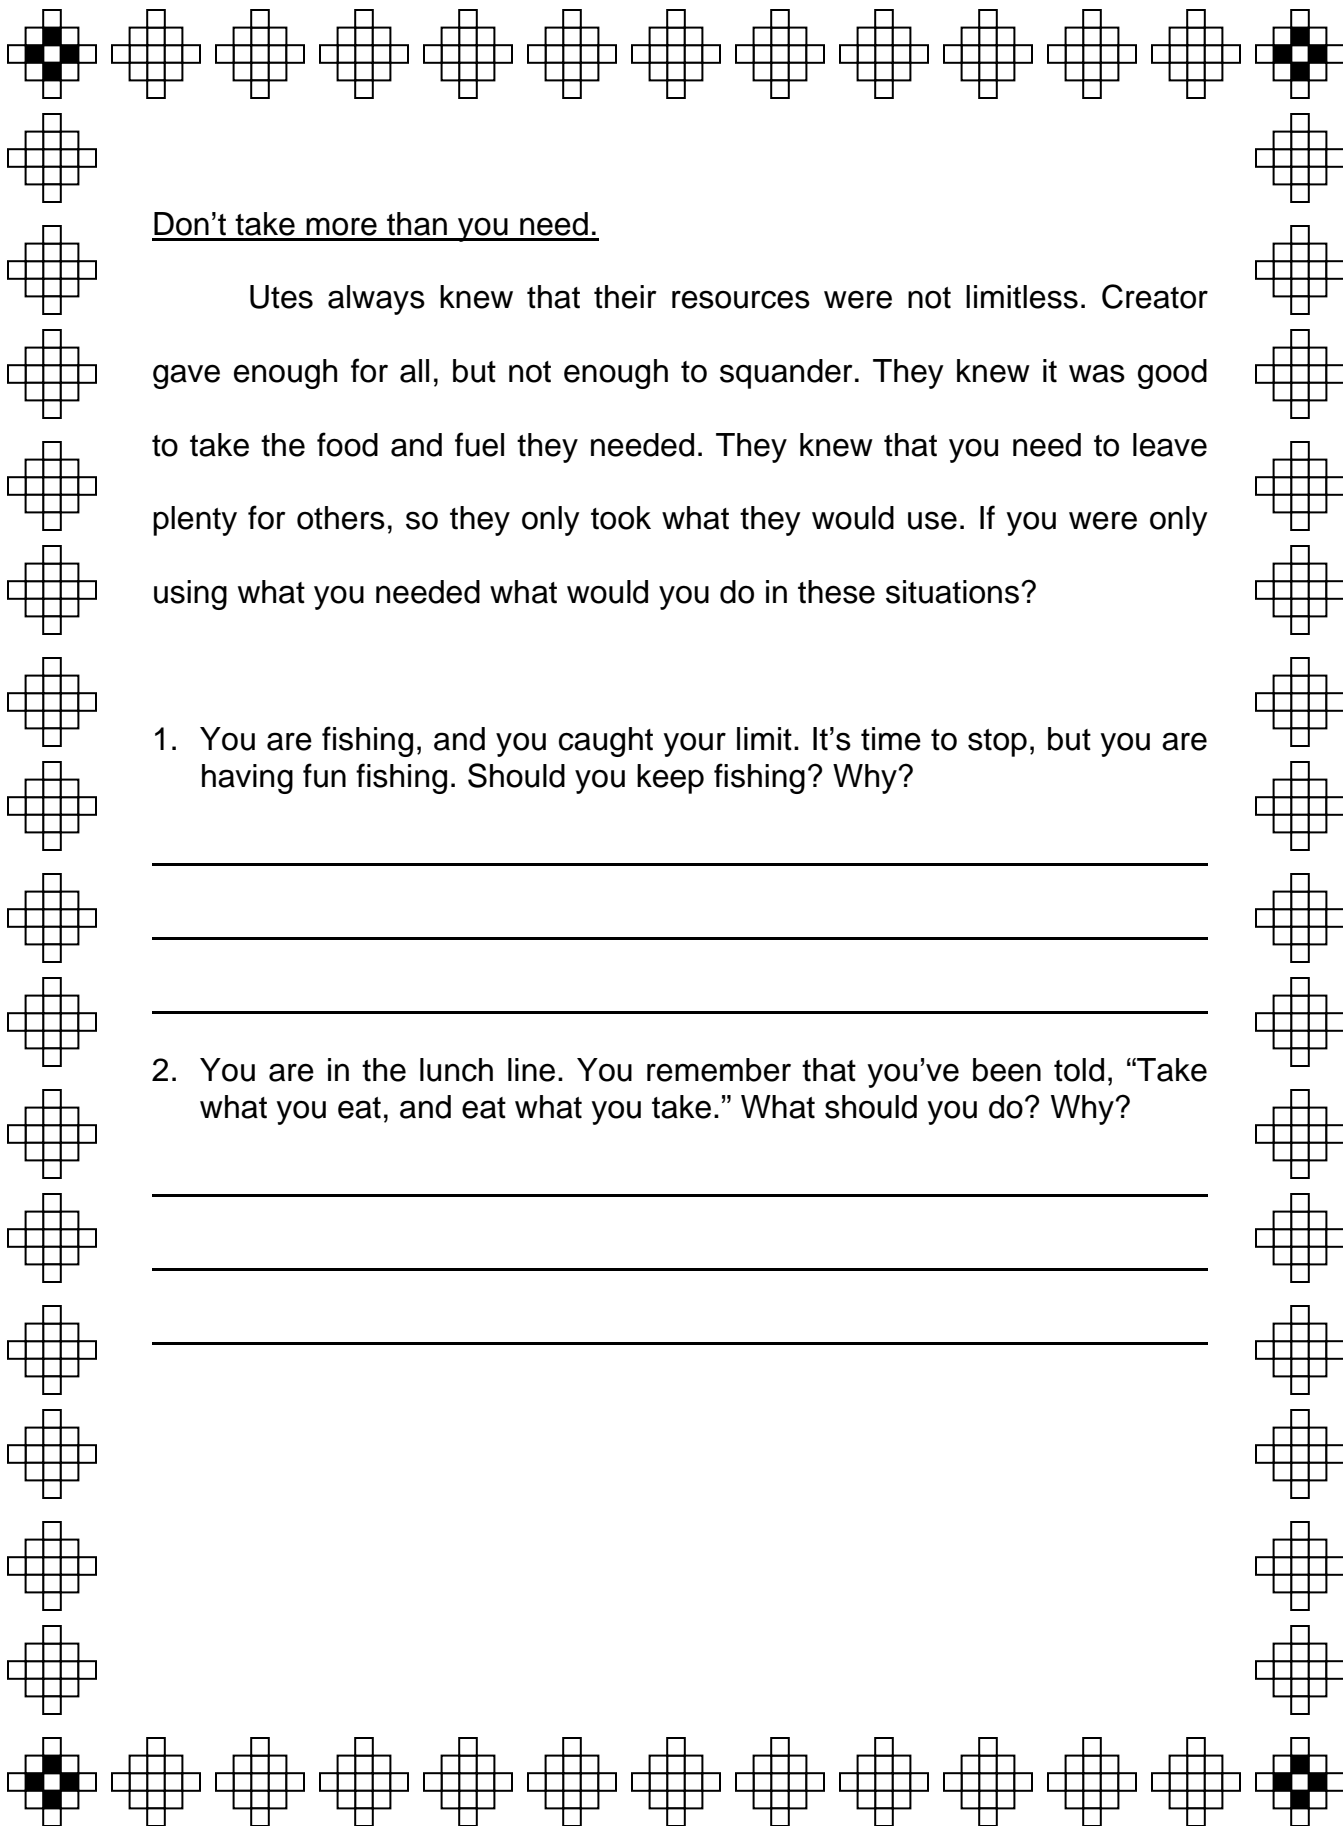 Don’t take more than you need.
Utes always knew that their resources were not limitless. Creator
gave enough for all, but not enough to squander. They knew it was good
to take the food and fuel they needed. They knew that you need to leave
plenty for others, so they only took what they would use. If you were only
using what you needed what would you do in these situations?
1. You are fishing, and you caught your limit. It’s time to stop, but you are
having fun fishing. Should you keep fishing? Why?
2. You are in the lunch line. You remember that you’ve been told, “Take
what you eat, and eat what you take.” What should you do? Why?